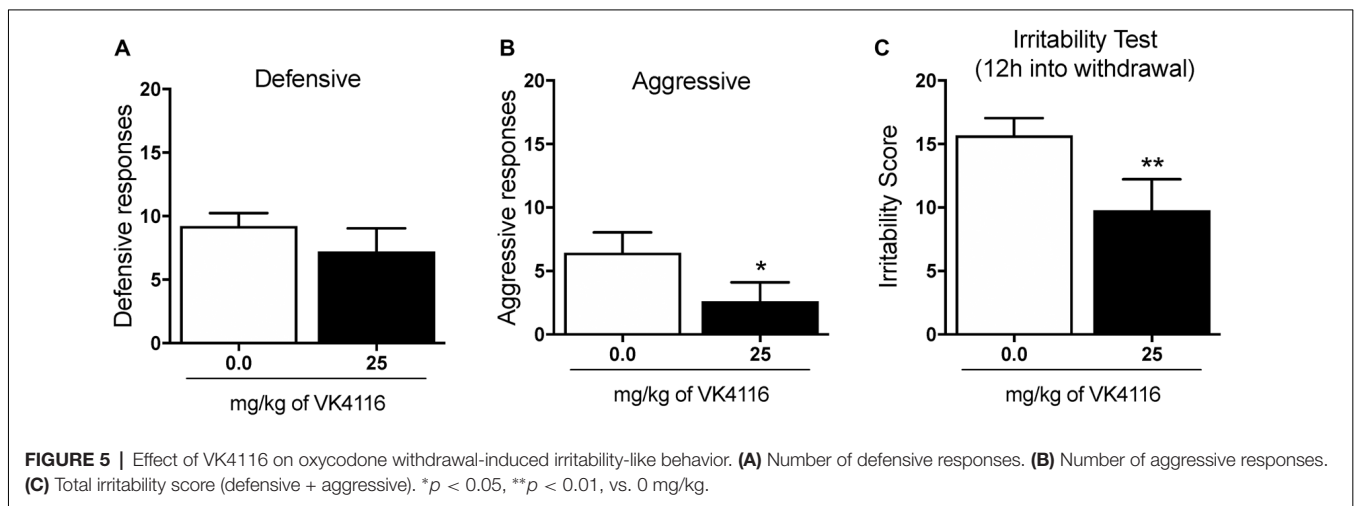 A
Defensive
Defensive responses
20
15
10
5
0
0.0
25
mg/kg of VK4116
B
Aggressive
Aggressive responses
20
15
10
5
0
*
0.0
25
mg/kg of VK4116
C
Irritability Test
(12h into withdrawal)
Irritability Score
20
15
10
5
0
**
0.0
25
mg/kg of VK4116
FIGURE 5 | Effect of VK4116 on oxycodone withdrawal-induced irritability-like behavior. (A) Number of defensive responses. (B) Number of aggressive responses.
(C) Total irritability score (defensive + aggressive). *p < 0.05, **p < 0.01, vs. 0 mg/kg.